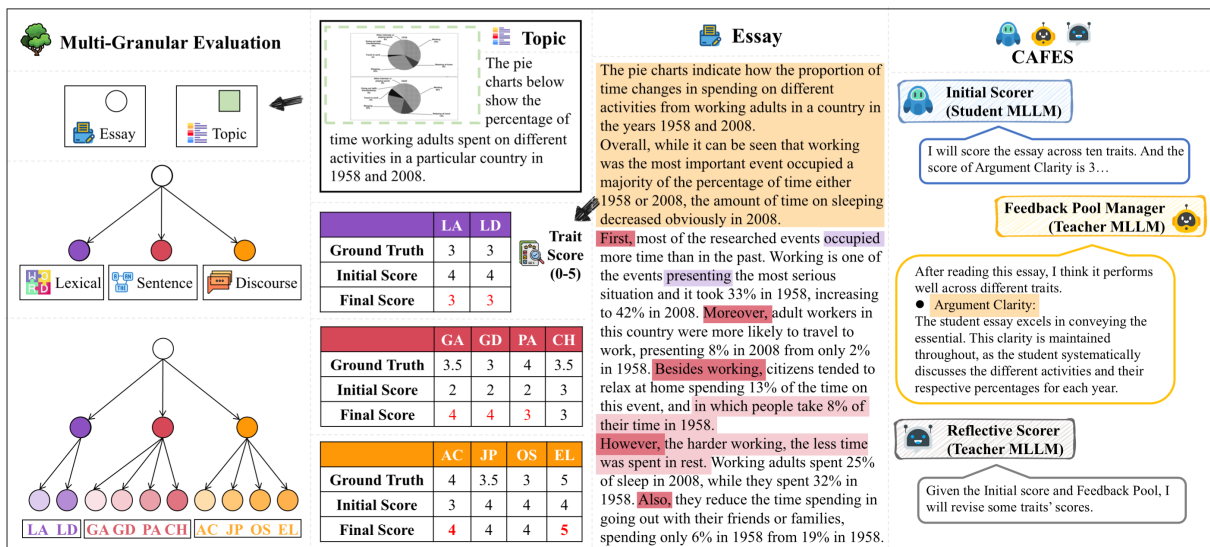 Multi-Granular Evaluation
Essay
Topic
Lexical
Sentence
Discourse
LA LD GA GD PA CH AC JP OS EL
Topic
The pie
charts below
show the
percentage of
time working adults spent on different
activities in a particular country in
1958 and 2008.
LA LD
Ground Truth 3 3
Initial Score 4 4
Final Score 3 3
Trait
Score
(0-5)
GA GD PA CH
Ground Truth 3.5 3 4 3.5
Initial Score 2 2 2 3
Final Score 4 4 3 3
AC JP OS EL
Ground Truth 4 3.5 3 5
Initial Score 3 4 4 4
Final Score 4 4 4 5
Essay
The pie charts indicate how the proportion of
time changes in spending on different
activities from working adults in a country in
the years 1958 and 2008.
Overall, while it can be seen that working
was the most important event occupied a
majority of the percentage of time either
1958 or 2008, the amount of time on sleeping
decreased obviously in 2008.
First, most of the researched events occupied
more time than in the past. Working is one of
the events presenting the most serious
situation and it took 33% in 1958, increasing
to 42% in 2008. Moreover, adult workers in
this country were more likely to travel to
work, presenting 8% in 2008 from only 2%
in 1958. Besides working, citizens tended to
relax at home spending 13% of the time on
this event, and in which people take 8% of
their time in 1958.
However, the harder working, the less time
was spent in rest. Working adults spent 25%
of sleep in 2008, while they spent 32% in
1958. Also, they reduce the time spending in
going out with their friends or families,
spending only 6% in 1958 from 19% in 1958.
CAFES
Initial Scorer
(Student MLLM)
I will score the essay across ten traits. And the
score of Argument Clarity is 3…
Feedback Pool Manager
(Teacher MLLM)
After reading this essay, I think it performs
well across different traits.
● Argument Clarity:
The student essay excels in conveying the
essential. This clarity is maintained
throughout, as the student systematically
discusses the different activities and their
respective percentages for each year.
Reflective Scorer
(Teacher MLLM)
Given the Initial score and Feedback Pool, I
will revise some traits' scores.